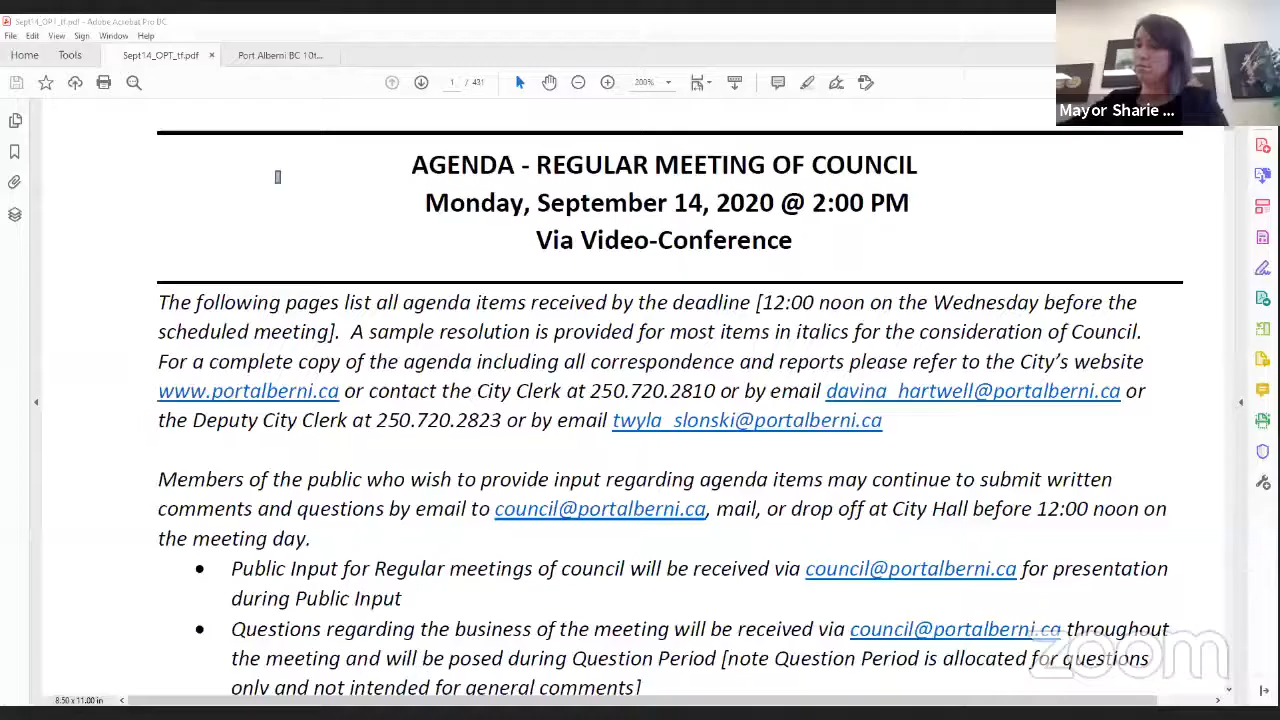 Sept14_OPT_tf.pdf - Adobe Acrobat Pro DC
File Edit View Sign Window Help
Home Tools Sept14_OPT_tf.pdf × Port Alberni BC 10t...
1 / 431 200%
Mayor Sharie ...
AGENDA - REGULAR MEETING OF COUNCIL
Monday, September 14, 2020 @ 2:00 PM
Via Video-Conference
The following pages list all agenda items received by the deadline [12:00 noon on the Wednesday before the
scheduled meeting]. A sample resolution is provided for most items in italics for the consideration of Council.
For a complete copy of the agenda including all correspondence and reports please refer to the City's website
www.portalberni.ca or contact the City Clerk at 250.720.2810 or by email davina_hartwell@portalberni.ca or
the Deputy City Clerk at 250.720.2823 or by email twyla_slonski@portalberni.ca
Members of the public who wish to provide input regarding agenda items may continue to submit written
comments and questions by email to council@portalberni.ca, mail, or drop off at City Hall before 12:00 noon on
the meeting day.
• Public Input for Regular meetings of council will be received via council@portalberni.ca for presentation
during Public Input
• Questions regarding the business of the meeting will be received via council@portalberni.ca throughout
the meeting and will be posed during Question Period [note Question Period is allocated for questions
only and not intended for general comments]
zoom
8.50 x 11.00 in